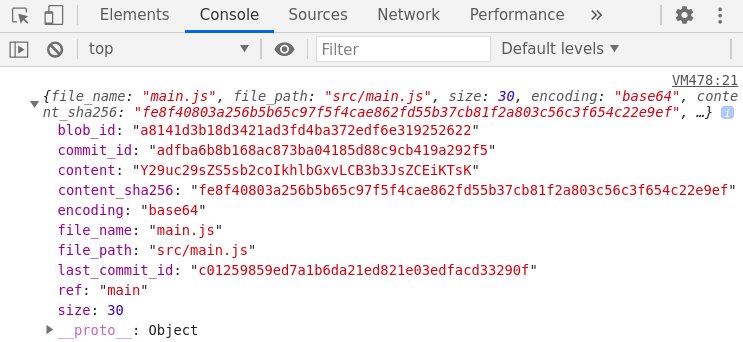 Elements Console Sources Network Performance »
top Filter Default levels
VM478:21
{file_name: "main.js", file_path: "src/main.js", size: 30, encoding: "base64", conte
nt_sha256: "fe8f40803a256b5b65c97f5f4cae862fd55b37cb81f2a803c56c3f654c22e9ef", …} i
blob_id: "a8141d3b18d3421ad3fd4ba372edf6e319252622"
commit_id: "adfba6b8b168ac873ba04185d88c9cb419a292f5"
content: "Y29uc29sZS5sb2coIkhlbGxvLCB3b3JsZCEiKTsK"
content_sha256: "fe8f40803a256b5b65c97f5f4cae862fd55b37cb81f2a803c56c3f654c22e9ef"
encoding: "base64"
file_name: "main.js"
file_path: "src/main.js"
last_commit_id: "c01259859ed7a1b6da21ed821e03edfacd33290f"
ref: "main"
size: 30
__proto__: Object